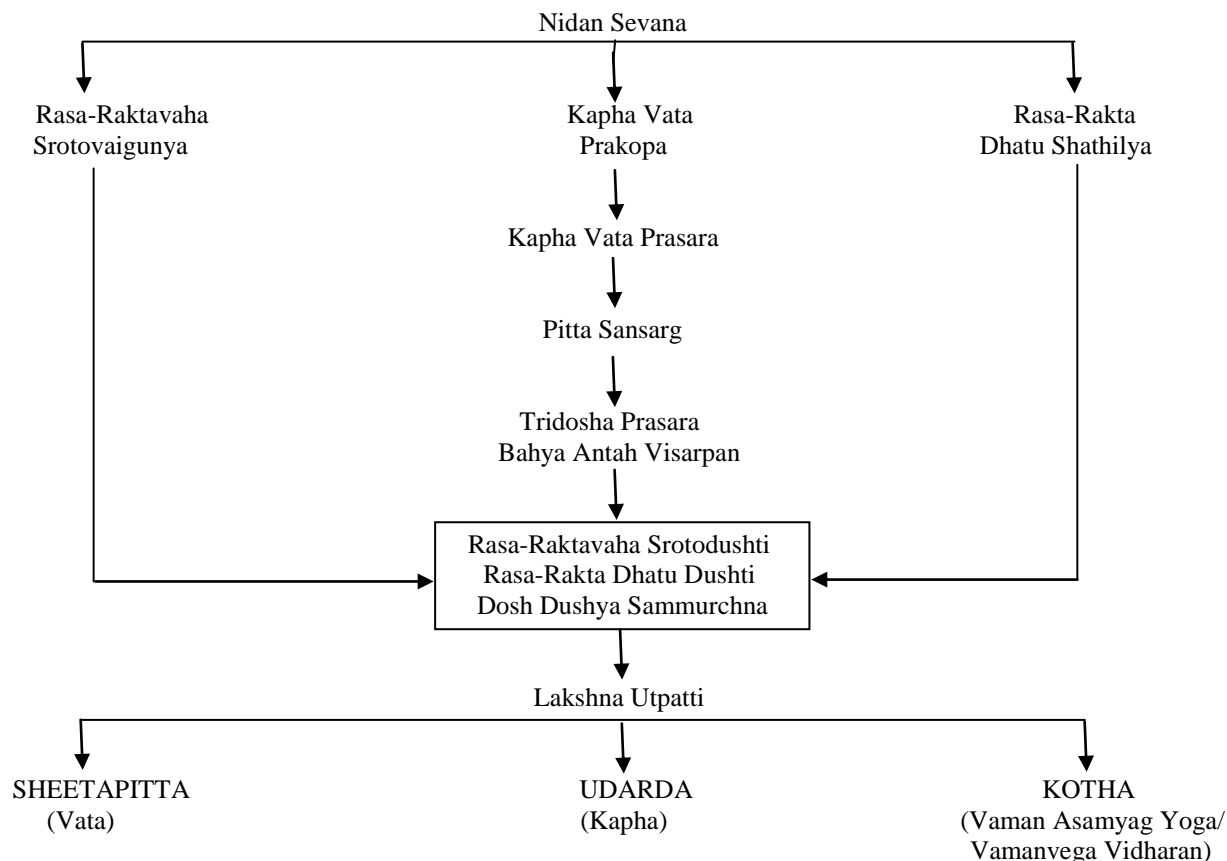 Nidan Sevana
Rasa-Raktavaha
Srotovaigunya
Kapha Vata
Prakopa
Rasa-Rakta
Dhatu Shathilya
Kapha Vata Prasara
Pitta Sansarg
Tridosha Prasara
Bahya Antah Visarpan
Rasa-Raktavaha Srotodushti
Rasa-Rakta Dhatu Dushti
Dosh Dushya Sammurchna
Lakshna Utpatti
SHEETAPITTA
(Vata)
UDARDA
(Kapha)
KOTHA
(Vaman Asamyag Yoga/
Vamanvega Vidharan)